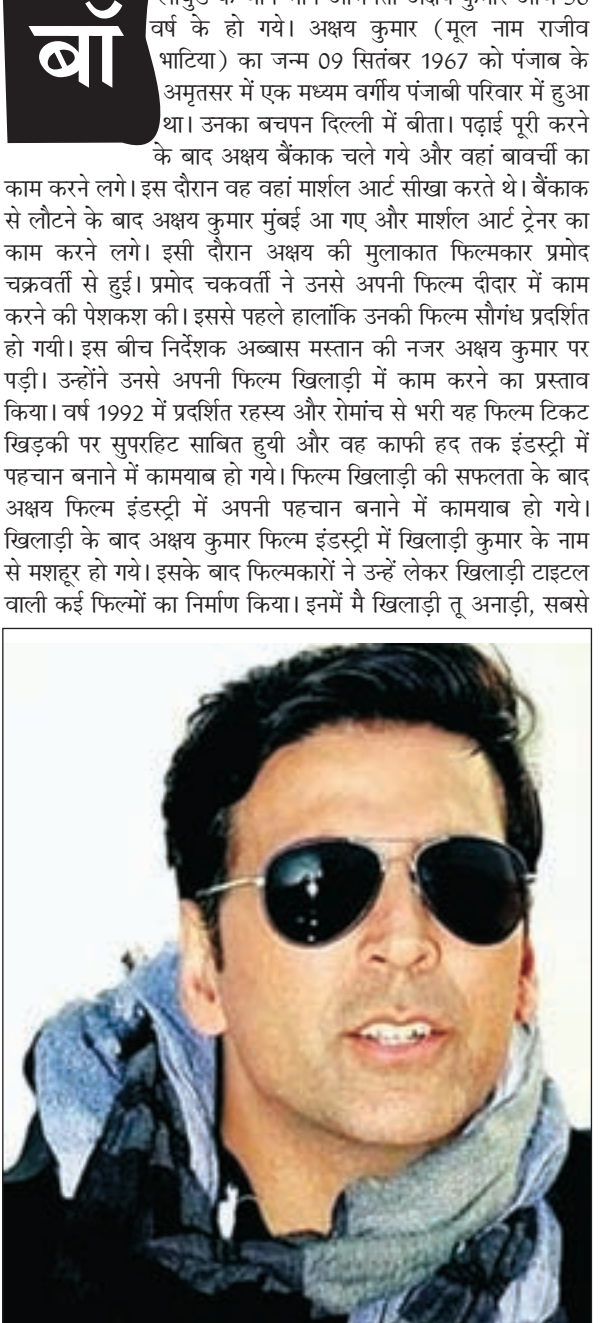 बॉ
वर्ष के हो गये। अक्षय कुमार (मूल नाम राजीव
भाटिया) का जन्म 09 सितंबर 1967 को पंजाब के
अमृतसर में एक मध्यम वर्गीय पंजाबी परिवार में हुआ
था। उनका बचपन दिल्ली में बीता। पढ़ाई पूरी करने
के बाद अक्षय बैंकाक चले गये और वहां बावर्ची का
काम करने लगे। इस दौरान वह वहां मार्शल आर्ट सीखा करते थे। बैंकाक
से लौटने के बाद अक्षय कुमार मुंबई आ गए और मार्शल आर्ट ट्रेनर का
काम करने लगे। इसी दौरान अक्षय की मुलाकात फिल्मकार प्रमोद
चक्रवर्ती से हुई। प्रमोद चकवर्ती ने उनसे अपनी फिल्म दीदार में काम
करने की पेशकश की। इससे पहले हालांकि उनकी फिल्म सौगंध प्रदर्शित
हो गयी। इस बीच निर्देशक अब्बास मस्तान की नजर अक्षय कुमार पर
पड़ी। उन्होंने उनसे अपनी फिल्म खिलाड़ी में काम करने का प्रस्ताव
किया। वर्ष 1992 में प्रदर्शित रहस्य और रोमांच से भरी यह फिल्म टिकट
खिड़की पर सुपरहिट साबित हुयी और वह काफी हद तक इंडस्ट्री में
पहचान बनाने में कामयाब हो गये। फिल्म खिलाड़ी की सफलता के बाद
अक्षय फिल्म इंडस्ट्री में अपनी पहचान बनाने में कामयाब हो गये।
खिलाड़ी के बाद अक्षय कुमार फिल्म इंडस्ट्री में खिलाड़ी कुमार के नाम
से मशहूर हो गये। इसके बाद फिल्मकारों ने उन्हें लेकर खिलाड़ी टाइटल
वाली कई फिल्मों का निर्माण किया। इनमें मै खिलाड़ी तू अनाड़ी, सबसे